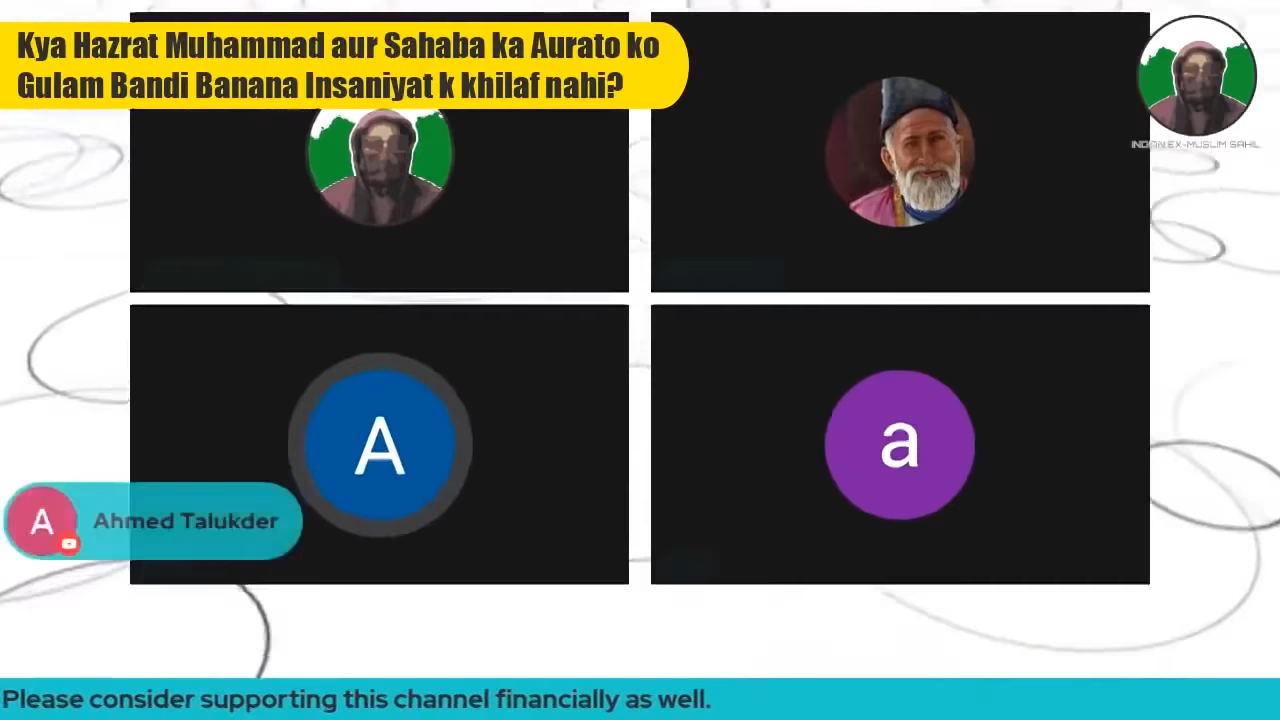 Kya Hazrat Muhammad aur Sahaba ka Aurato ko
Gulam Bandi Banana Insaniyat k khilaf nahi?
INDIAN EX-MUSLIM SAHIL
A
a
A
Ahmed Talukder
Please consider supporting this channel financially as well.